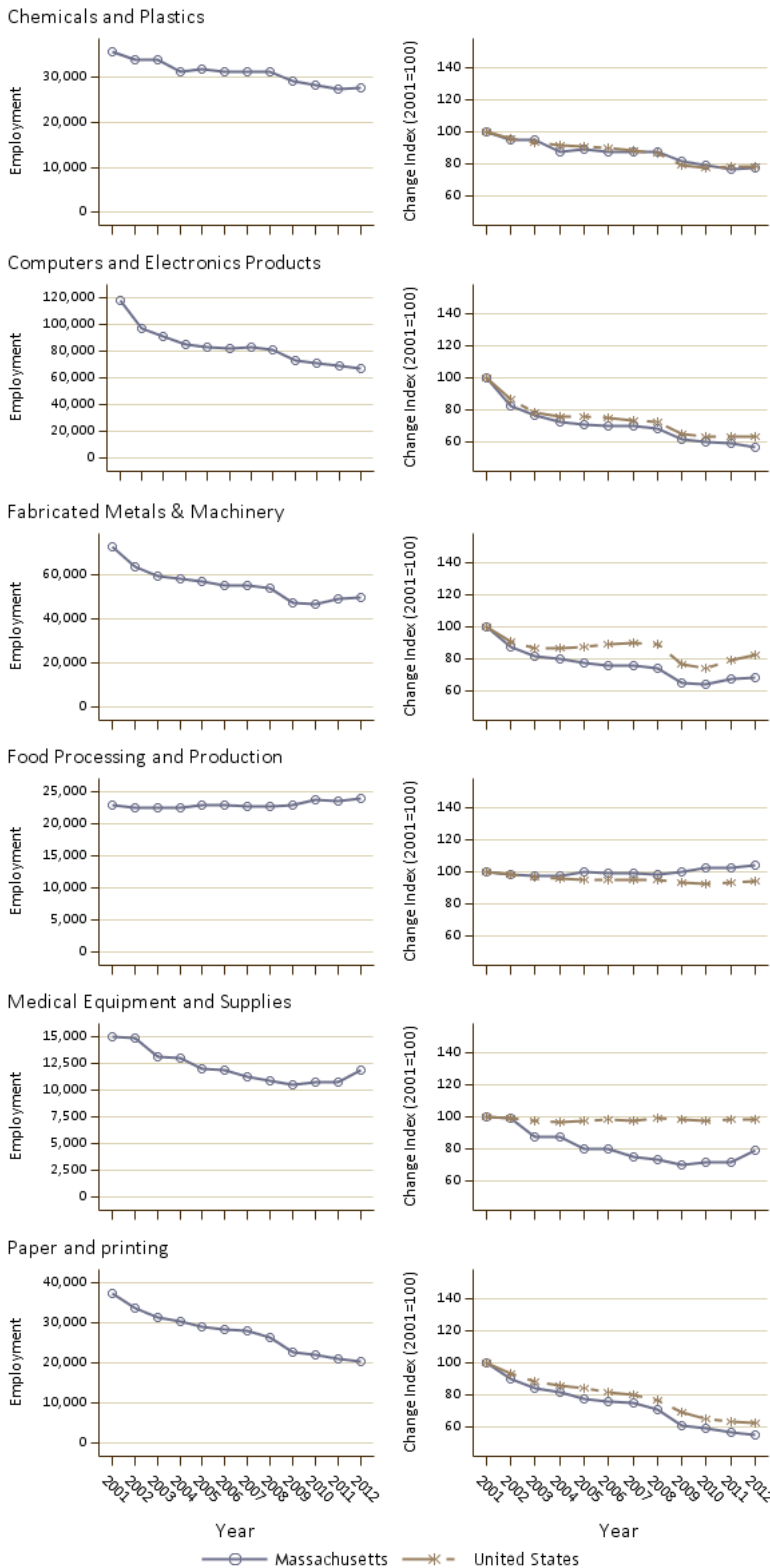 Chemicals and Plastics
Employment
30,000
20,000
10,000
0
Change Index (2001=100)
140
120
100
80
60
Computers and Electronics Products
Employment
120,000
100,000
80,000
60,000
40,000
20,000
0
Change Index (2001=100)
140
120
100
80
60
Fabricated Metals & Machinery
Employment
60,000
40,000
20,000
0
Change Index (2001=100)
140
120
100
80
60
Food Processing and Production
Employment
25,000
20,000
15,000
10,000
5,000
0
Change Index (2001=100)
140
120
100
80
60
Medical Equipment and Supplies
Employment
15,000
12,500
10,000
7,500
5,000
2,500
0
Change Index (2001=100)
140
120
100
80
60
Paper and printing
Employment
40,000
30,000
20,000
10,000
0
Change Index (2001=100)
140
120
100
80
60
2001 2002 2003 2004 2005 2006 2007 2008 2009 2010 2011 2012
Year
2001 2002 2003 2004 2005 2006 2007 2008 2009 2010 2011 2012
Year
Massachusetts United States